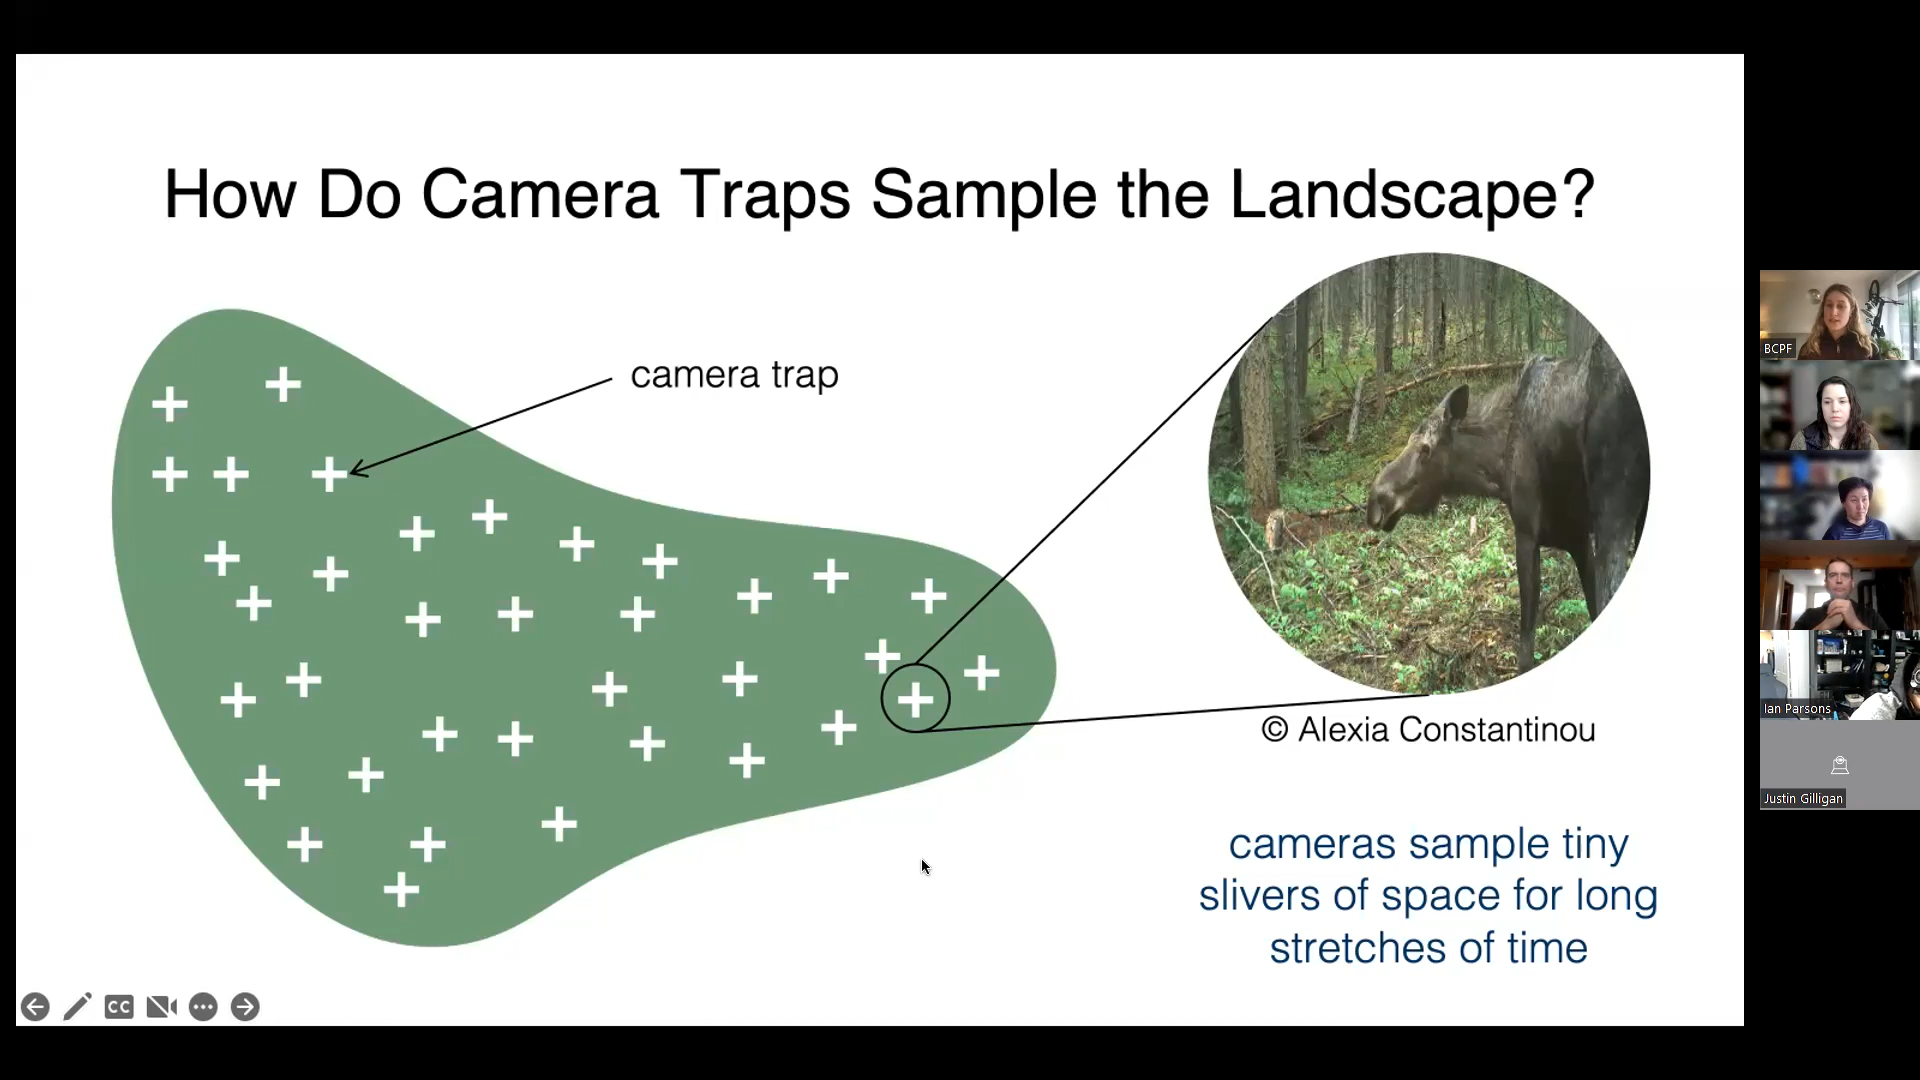 How Do Camera Traps Sample the Landscape?
camera trap
© Alexia Constantinou
cameras sample tiny
slivers of space for long
stretches of time
CC
BCPF
Ian Parsons
Justin Gilligan